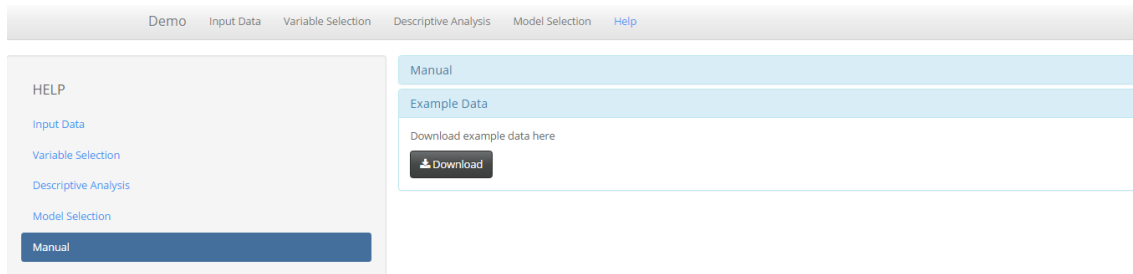 Demo Input Data Variable Selection Descriptive Analysis Model Selection Help
HELP
Input Data
Variable Selection
Descriptive Analysis
Model Selection
Manual
Manual
Example Data
Download example data here
Download